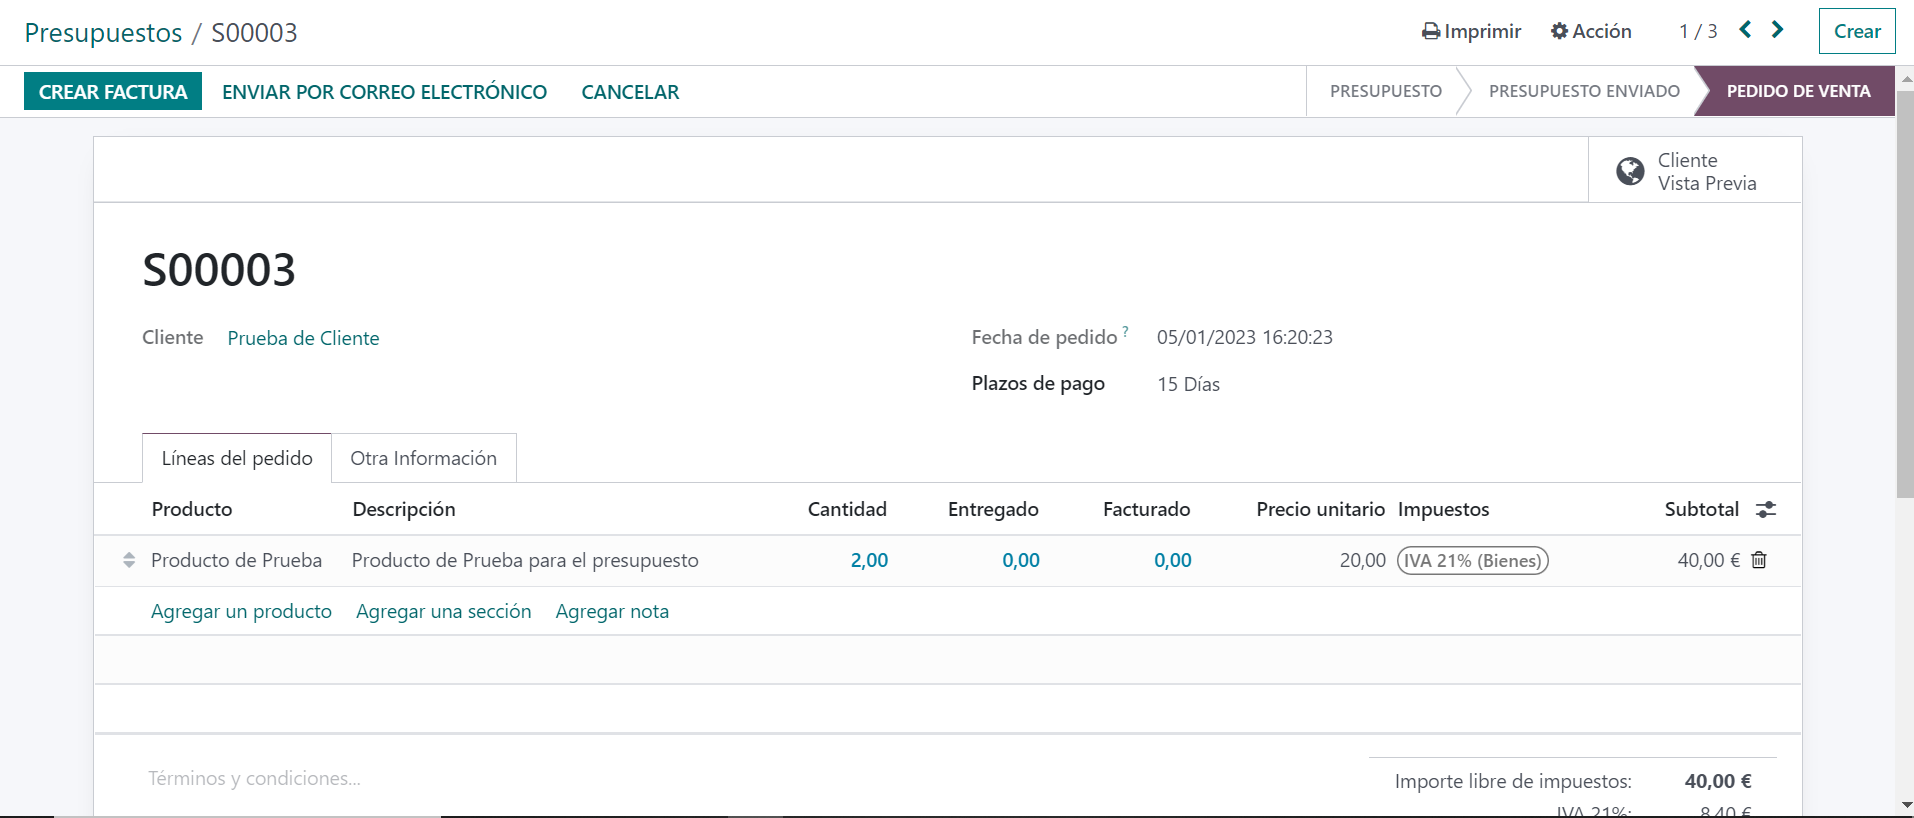 Presupuestos / S00003
Imprimir Acción 1 / 3 Crear
CREAR FACTURA ENVIAR POR CORREO ELECTRÓNICO CANCELAR
PRESUPUESTO PRESUPUESTO ENVIADO PEDIDO DE VENTA
Cliente
Vista Previa
S00003
Cliente Prueba de Cliente
Fecha de pedido ? 05/01/2023 16:20:23
Plazos de pago 15 Días
Líneas del pedido Otra Información
Producto Descripción Cantidad Entregado Facturado Precio unitario Impuestos Subtotal
Producto de Prueba Producto de Prueba para el presupuesto 2,00 0,00 0,00 20,00 IVA 21% (Bienes) 40,00 €
Agregar un producto Agregar una sección Agregar nota
Términos y condiciones...
Importe libre de impuestos: 40,00 €
IVA 21%: 8,40 €